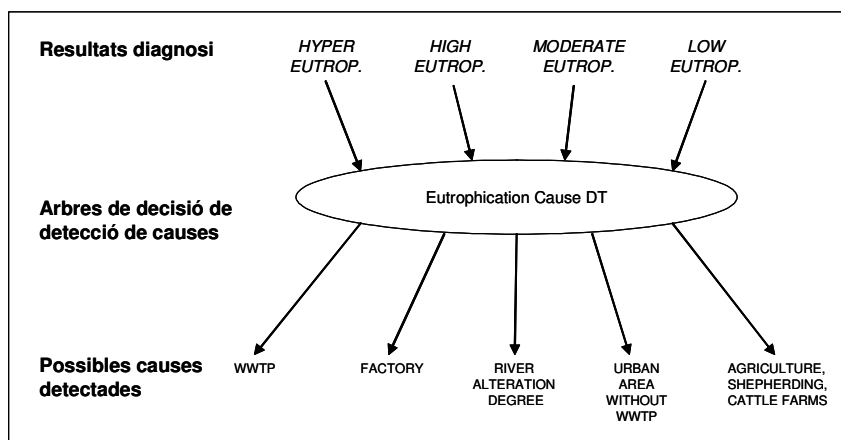 Resultats diagnosi
HYPER
EUTROP.
HIGH
EUTROP.
MODERATE
EUTROP.
LOW
EUTROP.
Arbres de decisió de
detecció de causes
Eutrophication Cause DT
Possibles causes
detectades
WWTP
FACTORY
RIVER
ALTERATION
DEGREE
URBAN
AREA
WITHOUT
WWTP
AGRICULTURE,
SHEPHERDING,
CATTLE FARMS